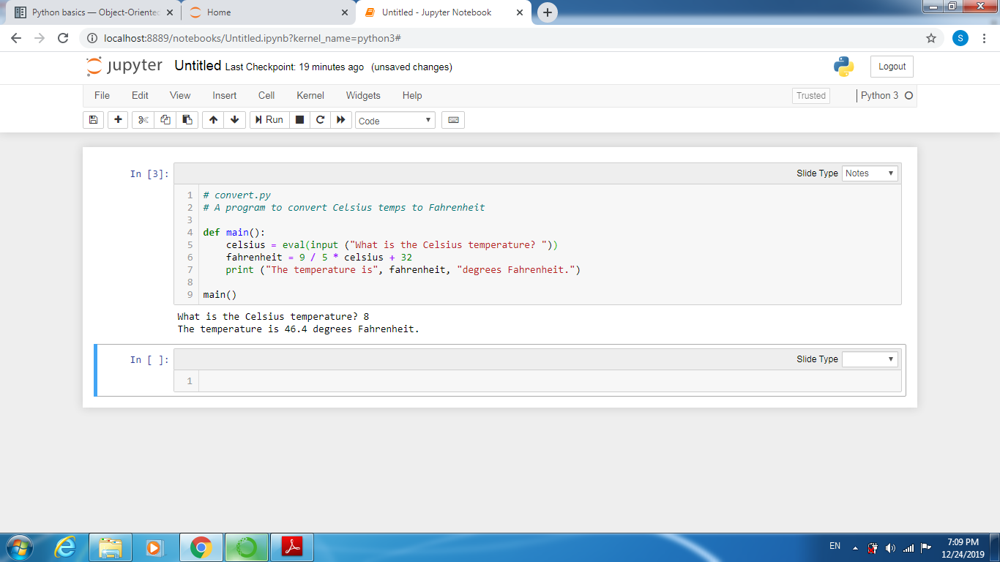 Python basics — Object-Oriented
Home
Untitled - Jupyter Notebook
localhost:8889/notebooks/Untitled.ipynb?kernel_name=python3#
S
jupyter Untitled Last Checkpoint: 19 minutes ago (unsaved changes)
Logout
File Edit View Insert Cell Kernel Widgets Help
Trusted
Python 3
Run
Code
In [3]:
Slide Type Notes
1 # convert.py
2 # A program to convert Celsius temps to Fahrenheit
3
4 def main():
5     celsius = eval(input ("What is the Celsius temperature? "))
6     fahrenheit = 9 / 5 * celsius + 32
7     print ("The temperature is", fahrenheit, "degrees Fahrenheit.")
8
9 main()
What is the Celsius temperature? 8
The temperature is 46.4 degrees Fahrenheit.
In [ ]:
Slide Type
1
EN
7:09 PM
12/24/2019